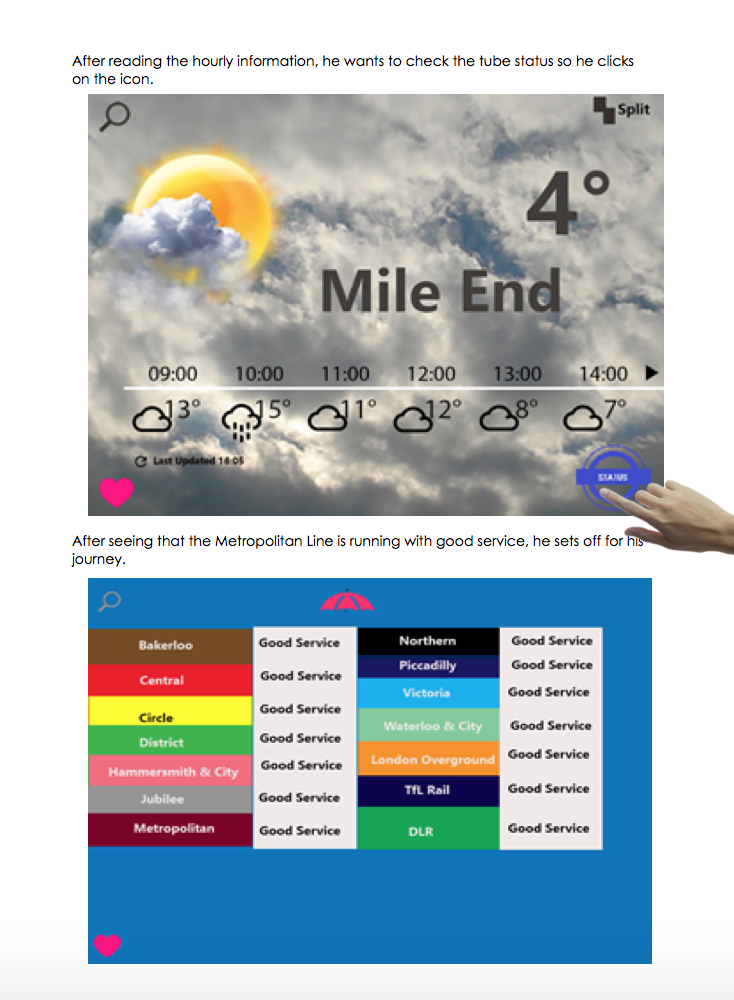 After reading the hourly information, he wants to check the tube status so he clicks
on the icon.
Split
4°
Mile End
09:00 10:00 11:00 12:00 13:00 14:00
13° 15° 11° 12° 8° 7°
Last Updated 16:05
STATUS
After seeing that the Metropolitan Line is running with good service, he sets off for his
journey.
Bakerloo Good Service Northern Good Service
Central Good Service Piccadilly Good Service
Circle Good Service Victoria Good Service
District Good Service Waterloo & City Good Service
Hammersmith & City Good Service London Overground Good Service
Jubilee Good Service TfL Rail Good Service
Metropolitan Good Service DLR Good Service